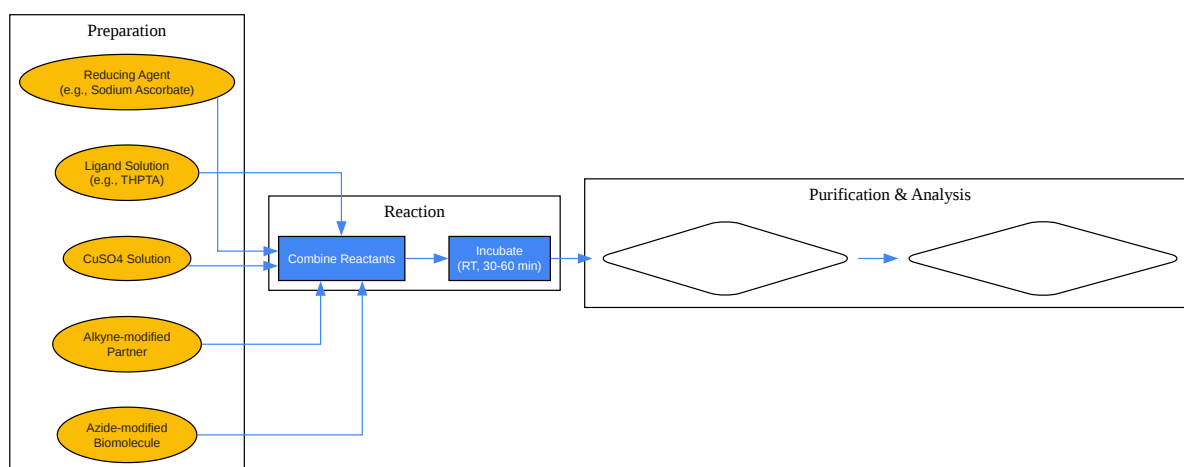 Preparation
Reducing Agent
(e.g., Sodium Ascorbate)
Ligand Solution
(e.g., THPTA)
CuSO4 Solution
Alkyne-modified
Partner
Azide-modified
Biomolecule
Reaction
Combine Reactants
Incubate
(RT, 30-60 min)
Purification & Analysis